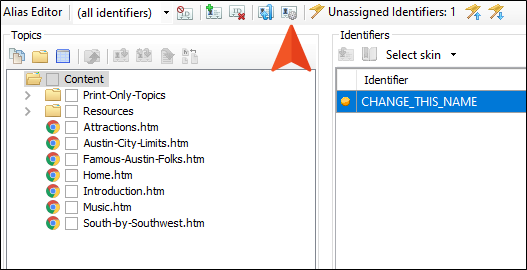 Alias Editor (all identifiers) Unassigned Identifiers: 1
Topics
Content
Print-Only-Topics
Resources
Attractions.htm
Austin-City-Limits.htm
Famous-Austin-Folks.htm
Home.htm
Introduction.htm
Music.htm
South-by-Southwest.htm
Identifiers
Select skin
Identifier
CHANGE_THIS_NAME